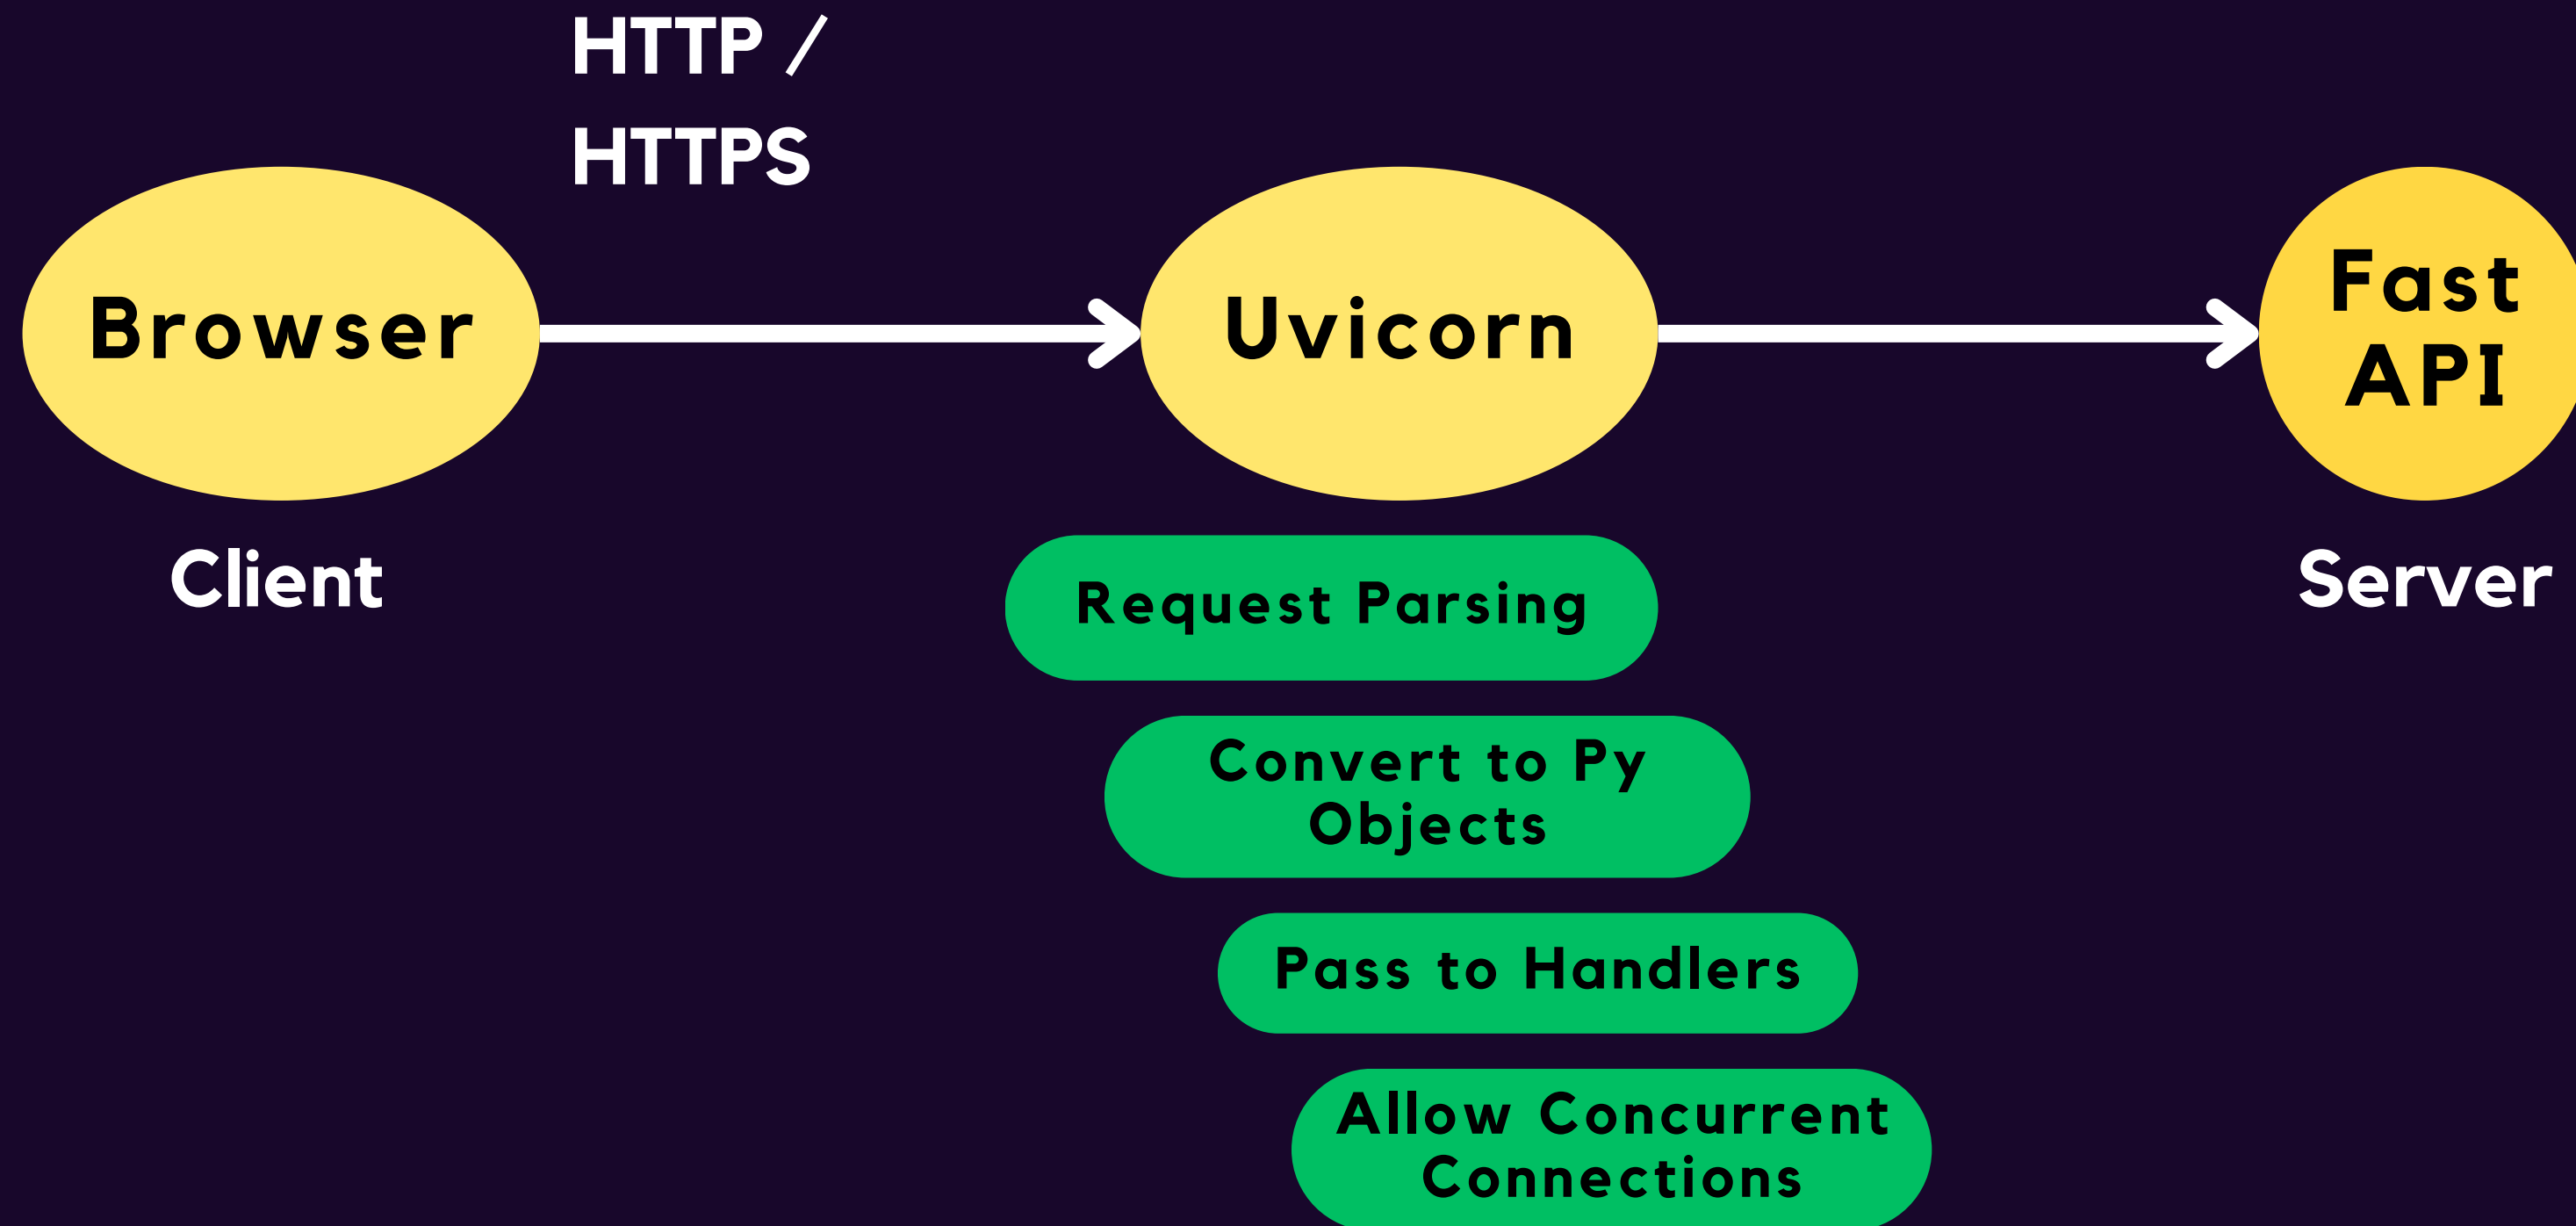 HTTP /
HTTPS
Browser
Uvicorn
Fast
API
Client
Server
Request Parsing
Convert to Py
Objects
Pass to Handlers
Allow Concurrent
Connections